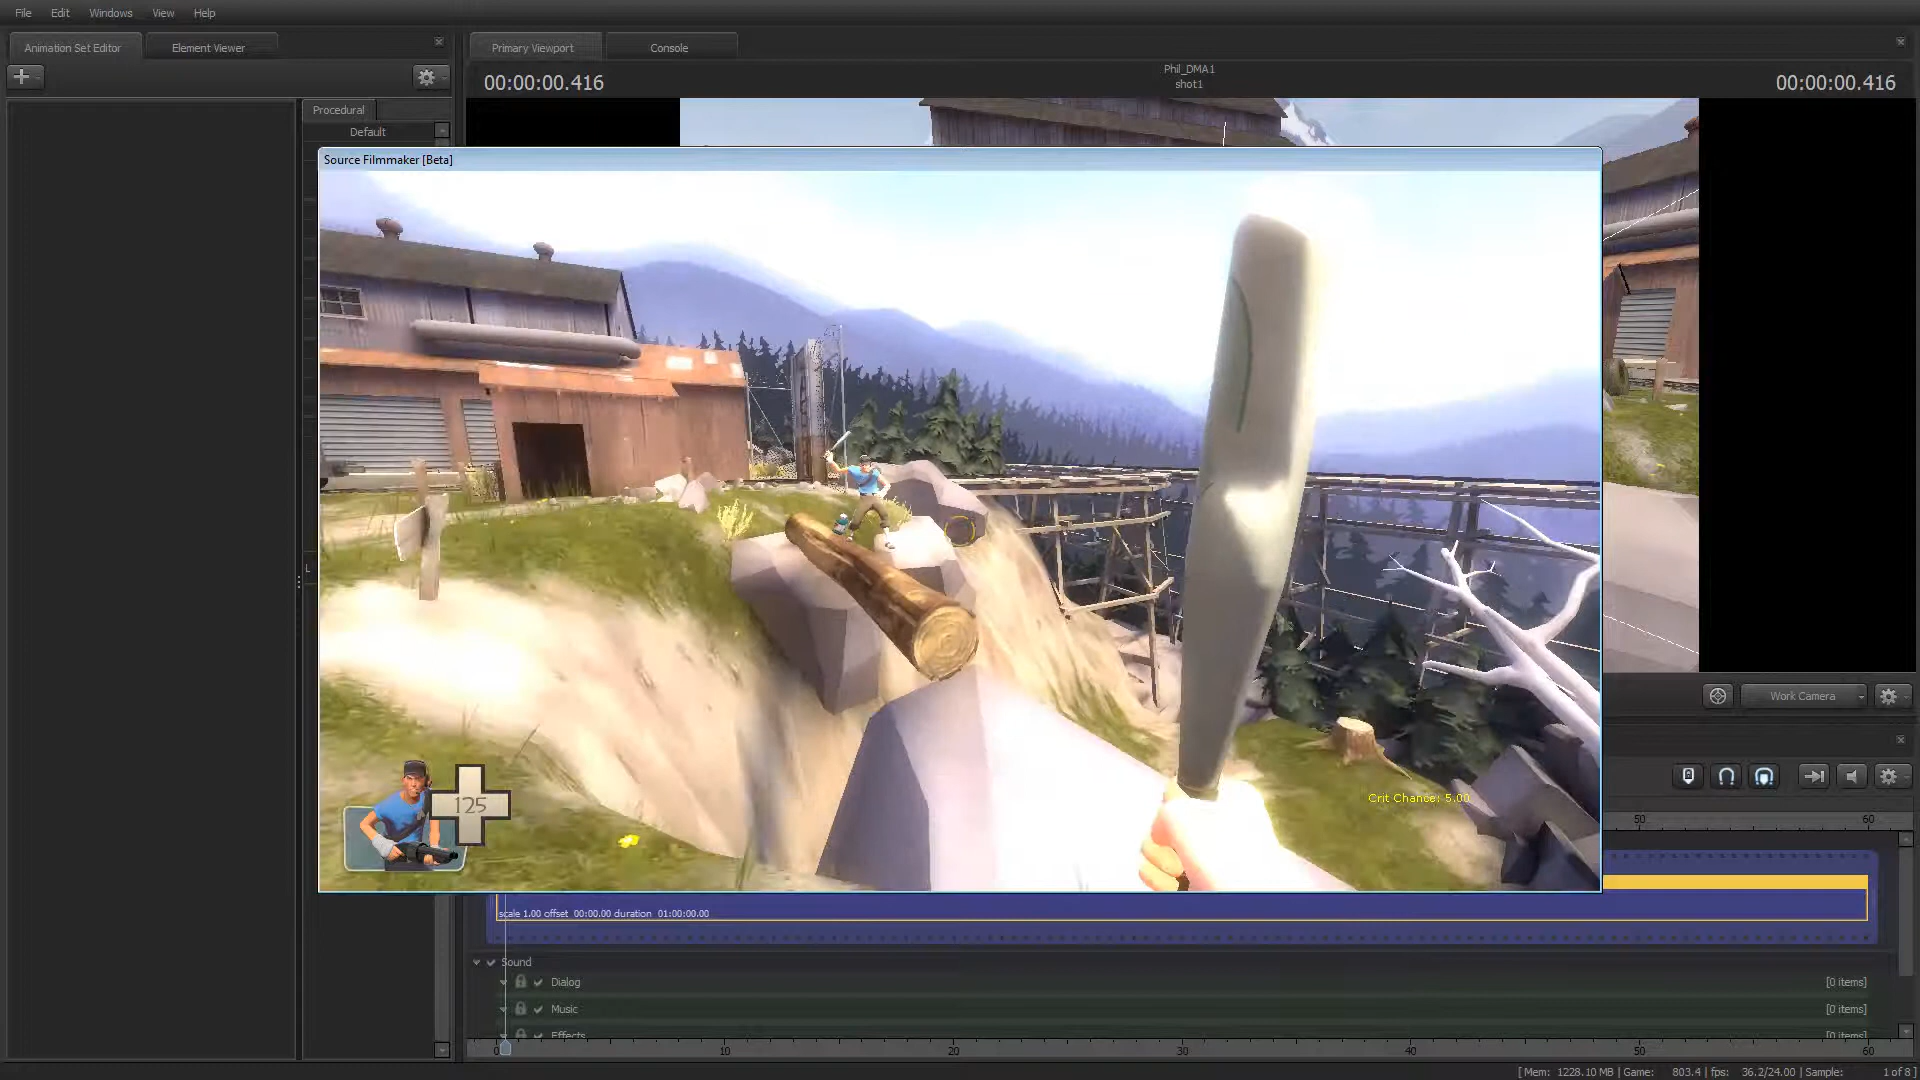 File Edit Windows View Help
Animation Set Editor Element Viewer
Primary Viewport Console
00:00:00.416
Phil_DMA1
shot1
00:00:00.416
Procedural
Default
Source Filmmaker [Beta]
L
Work Camera
125
Crit Chance: 5.00
50 60
scale 1.00 offset 00:00.00 duration 01:00:00.00
Sound
Dialog [0 items]
Music [0 items]
Effects [0 items]
0 10 20 30 40 50 60
[ Mem: 1228.10 MB | Game: 803.4 | fps: 36.2/24.00 | Sample: 1 of 8 ]